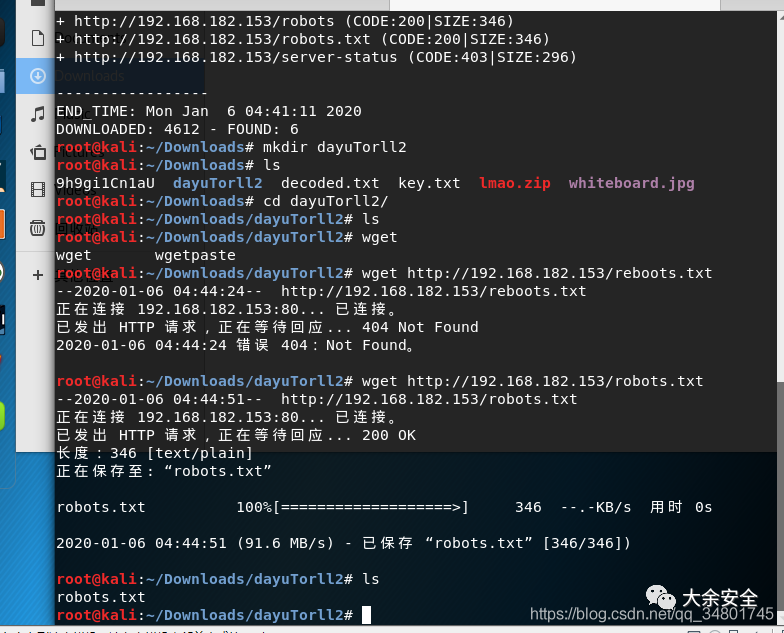 + http://192.168.182.153/robots (CODE:200|SIZE:346)
+ http://192.168.182.153/robots.txt (CODE:200|SIZE:346)
+ http://192.168.182.153/server-status (CODE:403|SIZE:296)
Downloads
-----------------
END_TIME: Mon Jan  6 04:41:11 2020
DOWNLOADED: 4612 - FOUND: 6
root@kali:~/Downloads# mkdir dayuTorll2
root@kali:~/Downloads# ls
9h9gi1Cn1aU  dayuTorll2  decoded.txt  key.txt  lmao.zip  whiteboard.jpg
root@kali:~/Downloads# cd dayuTorll2/
root@kali:~/Downloads/dayuTorll2# ls
root@kali:~/Downloads/dayuTorll2# wget
wget       wgetpaste
root@kali:~/Downloads/dayuTorll2# wget http://192.168.182.153/reboots.txt
--2020-01-06 04:44:24--  http://192.168.182.153/reboots.txt
正在连接 192.168.182.153:80... 已连接。
已发出 HTTP 请求，正在等待回应... 404 Not Found
2020-01-06 04:44:24 错误 404：Not Found。
root@kali:~/Downloads/dayuTorll2# wget http://192.168.182.153/robots.txt
--2020-01-06 04:44:51--  http://192.168.182.153/robots.txt
正在连接 192.168.182.153:80... 已连接。
已发出 HTTP 请求，正在等待回应... 200 OK
长度：346 [text/plain]
正在保存至: “robots.txt”
robots.txt          100%[===================>]     346  --.-KB/s  用时 0s
2020-01-06 04:44:51 (91.6 MB/s) - 已保存 “robots.txt” [346/346])
root@kali:~/Downloads/dayuTorll2# ls
robots.txt
root@kali:~/Downloads/dayuTorll2#
大余安全
https://blog.csdn.net/qq_34801745